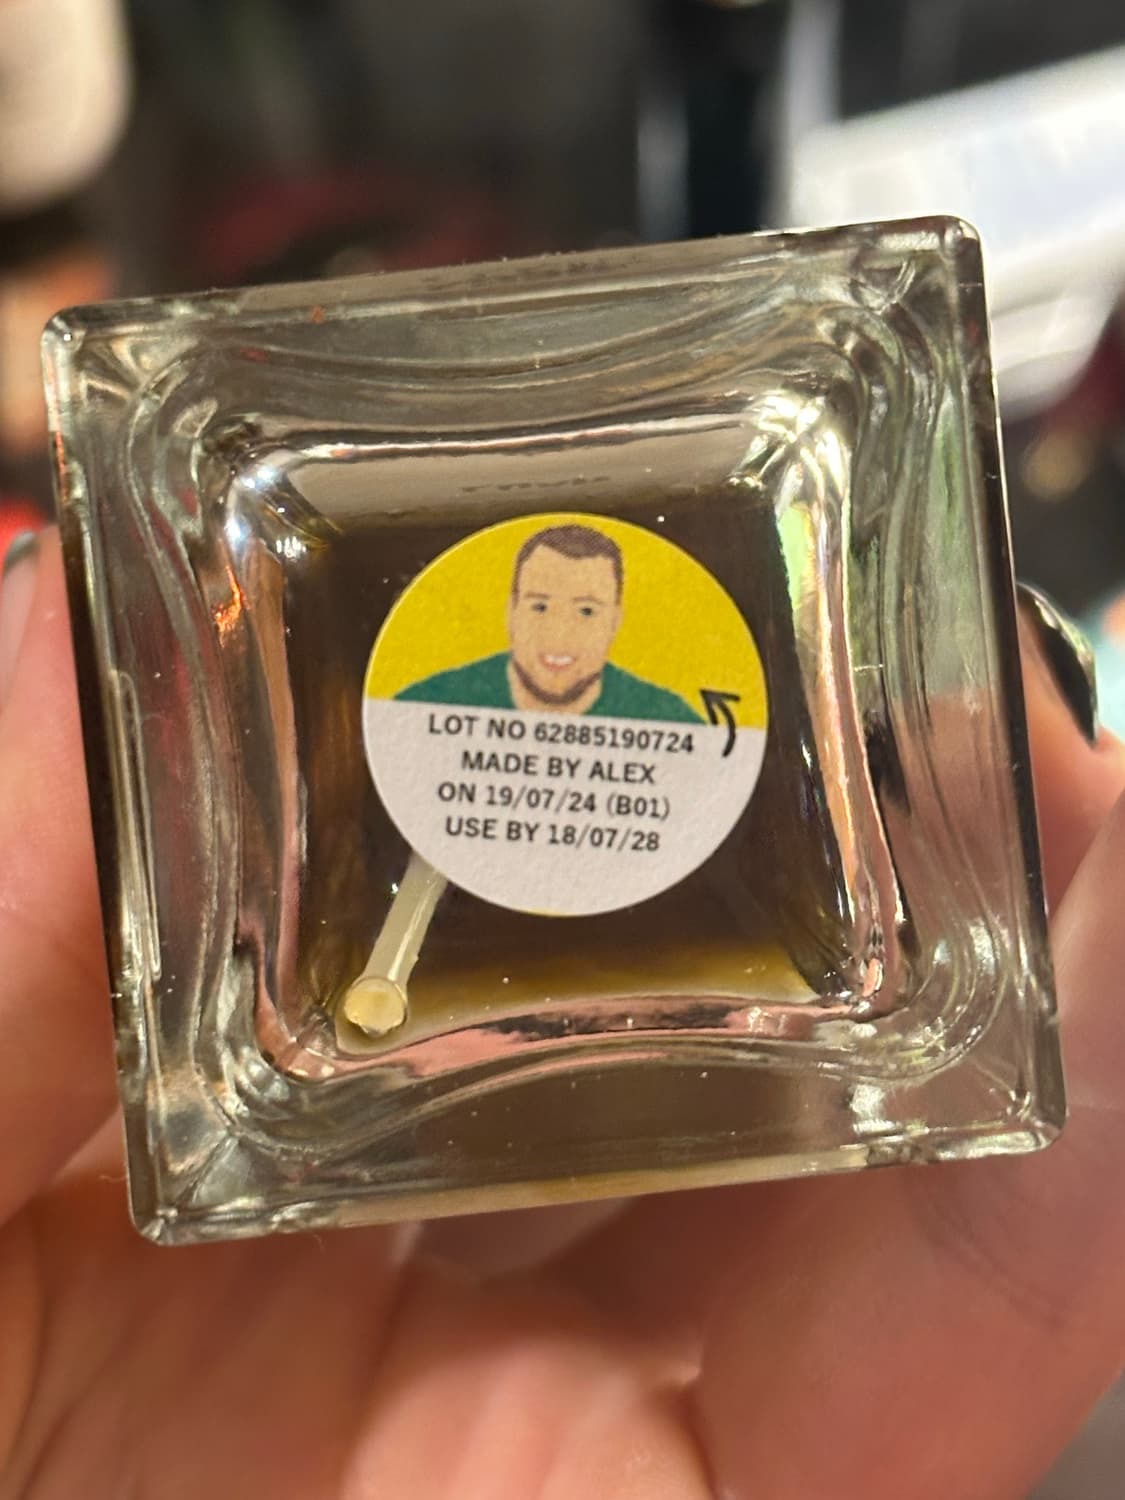 LOT NO 62885190724
MADE BY ALEX
ON 19/07/24 (B01)
USE BY 18/07/28